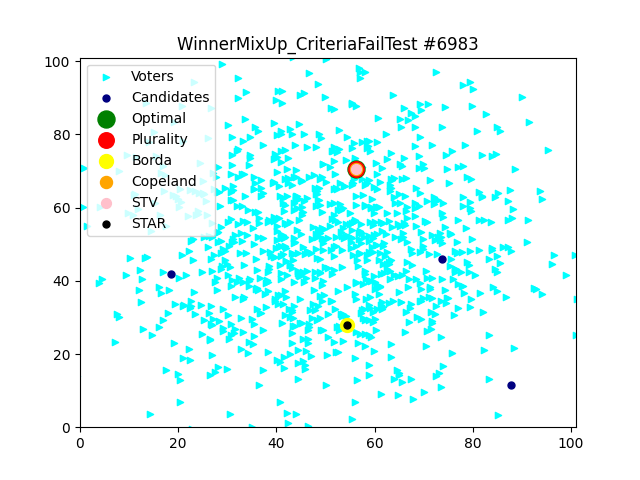 WinnerMixUp_CriteriaFailTest #6983
100
80
60
40
20
0
Voters
Candidates
Optimal
Plurality
Borda
Copeland
STV
STAR
0 20 40 60 80 100